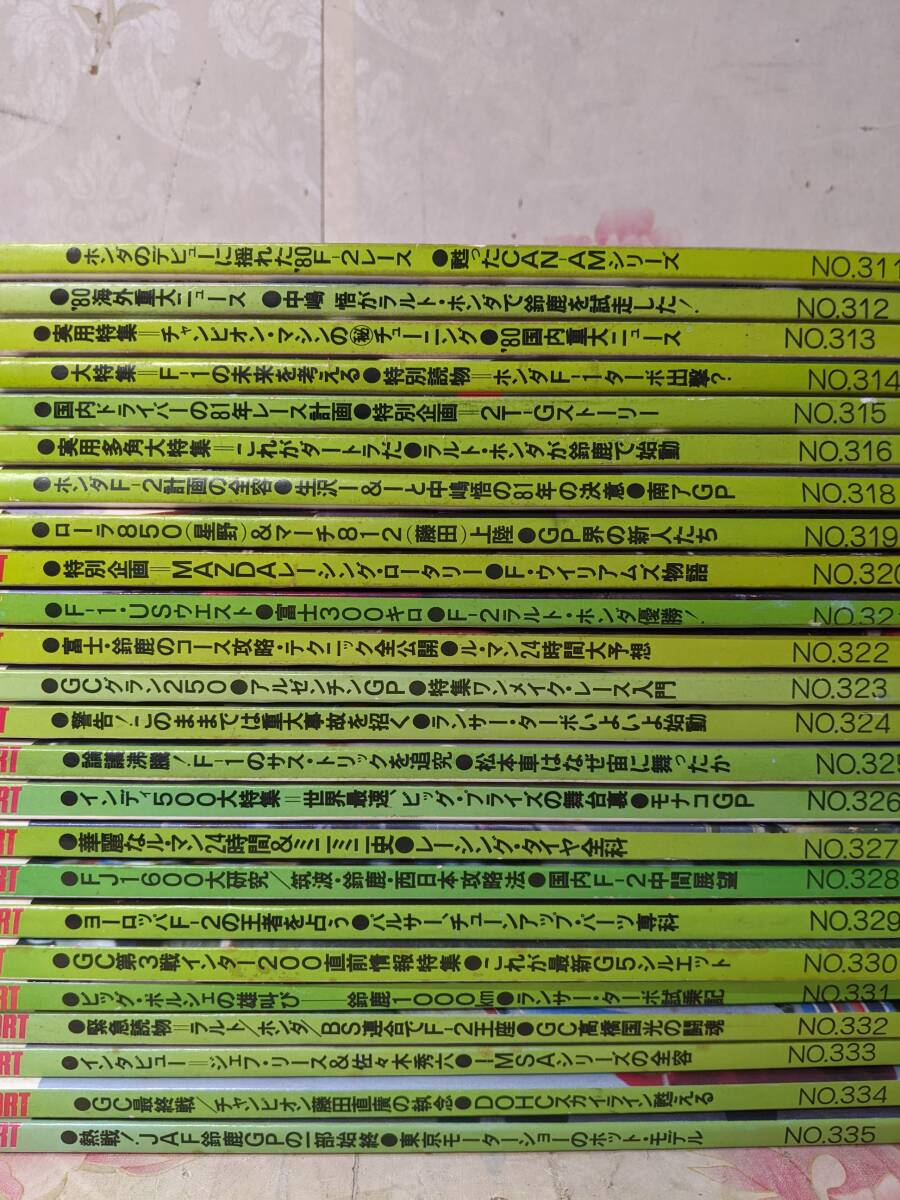 ●ホンダのデビューに揺れた'80F-2レース ●甦ったCAN-AMシリーズ NO.311
●'80海外重大ニュース ●中嶋 悟がラルト・ホンダで鈴鹿を試走した! NO.312
●実用特集=チャンピオン・マシンの㊙チューニング●'80国内重大ニュース NO.313
●大特集=F-1の未来を考える●特別読物=ホンダF-1ターボ出撃? NO.314
●国内ドライバーの81年レース計画●特別企画=2T-Gストーリー NO.315
●実用多角大特集=これがダートラだ●ラルト・ホンダが鈴鹿で始動 NO.316
●ホンダF-2計画の全容●生沢I&Iと中嶋悟の81年の決意●南アGP NO.318
●ローラ850(星野)&マーチ812(藤田)上陸●GP界の新人たち NO.319
RT ●特別企画=MAZDAレーシング・ロータリー●F・ウイリアムズ物語 NO.320
●F-1・USウエスト●富士300キロ●F-2ラルト・ホンダ優勝! NO.321
●富士・鈴鹿のコース攻略・テクニック全公開●ル・マン24時間大予想 NO.322
●GCグラン250●アルゼンチンGP●特集ワンメイク・レース入門 NO.323
RT ●警告!このままでは重大事故を招く●ランサー・ターボいよいよ始動 NO.324
RT ●論議沸騰!F-1のサス・トリックを追究●松本車はなぜ宙に舞ったか NO.325
ORT ●インディ500大特集=世界最速、ビッグ・プライズの舞台裏●モナコGP NO.326
ORT ●華麗なル・マン24時間&ミニミニ史●レーシング・タイヤ全科 NO.327
ORT ●FJ1600大研究/筑波・鈴鹿・西日本攻略法●国内F-2中間展望 NO.328
ORT ●ヨーロッパF-2の王者を占う●パルサー、チューンアップ・パーツ専科 NO.329
RT ●GC第3戦インター200直前情報特集●これが最新G5シルエット NO.330
ORT ●ビッグ・ポルシェの雄叫び——鈴鹿1000km●ランサー・ターボ試乗記 NO.331
PORT ●緊急読物=ラルト/ホンダ/BS連合でF-2王座●GC高橋国光の闘魂 NO.332
ORT ●インタビュー=ジェフ・リース&佐々木秀六●IMSAシリーズの全容 NO.333
PORT ●GC最終戦/チャンピオン藤田直廣の執念●DOHCスカイライン甦える NO.334
ORT ●熱戦!JAF鈴鹿GPの一部始終●東京モーターショーのホット・モデル NO.335